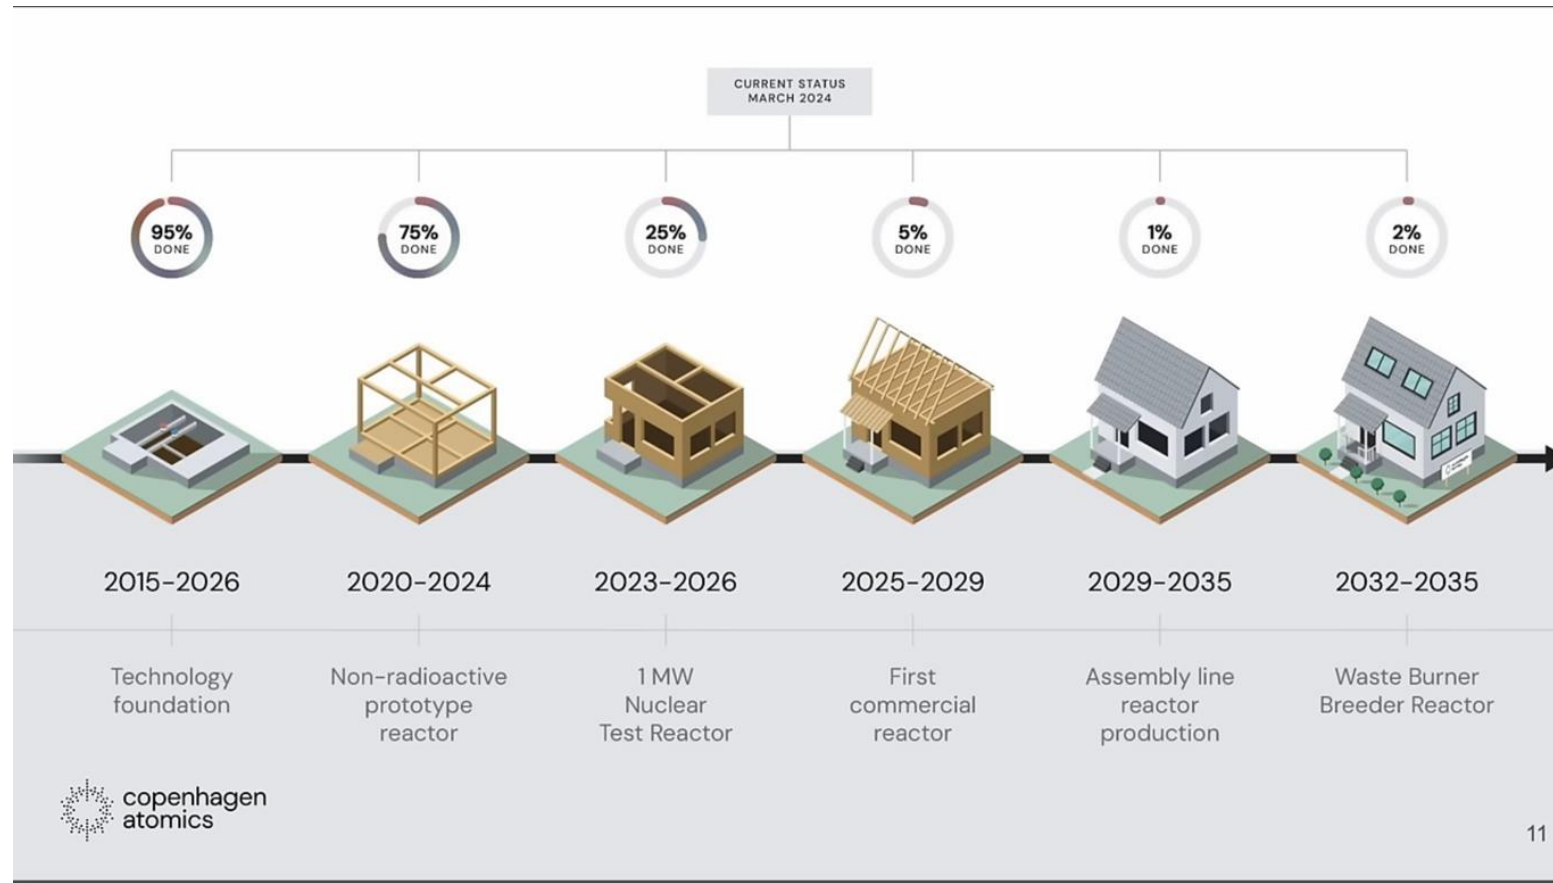 CURRENT STATUS
MARCH 2024
95%
DONE
75%
DONE
25%
DONE
5%
DONE
1%
DONE
2%
DONE
2015-2026
2020-2024
2023-2026
2025-2029
2029-2035
2032-2035
Technology
foundation
Non-radioactive
prototype
reactor
1 MW
Nuclear
Test Reactor
First
commercial
reactor
Assembly line
reactor
production
Waste Burner
Breeder Reactor
copenhagen
atomics
11